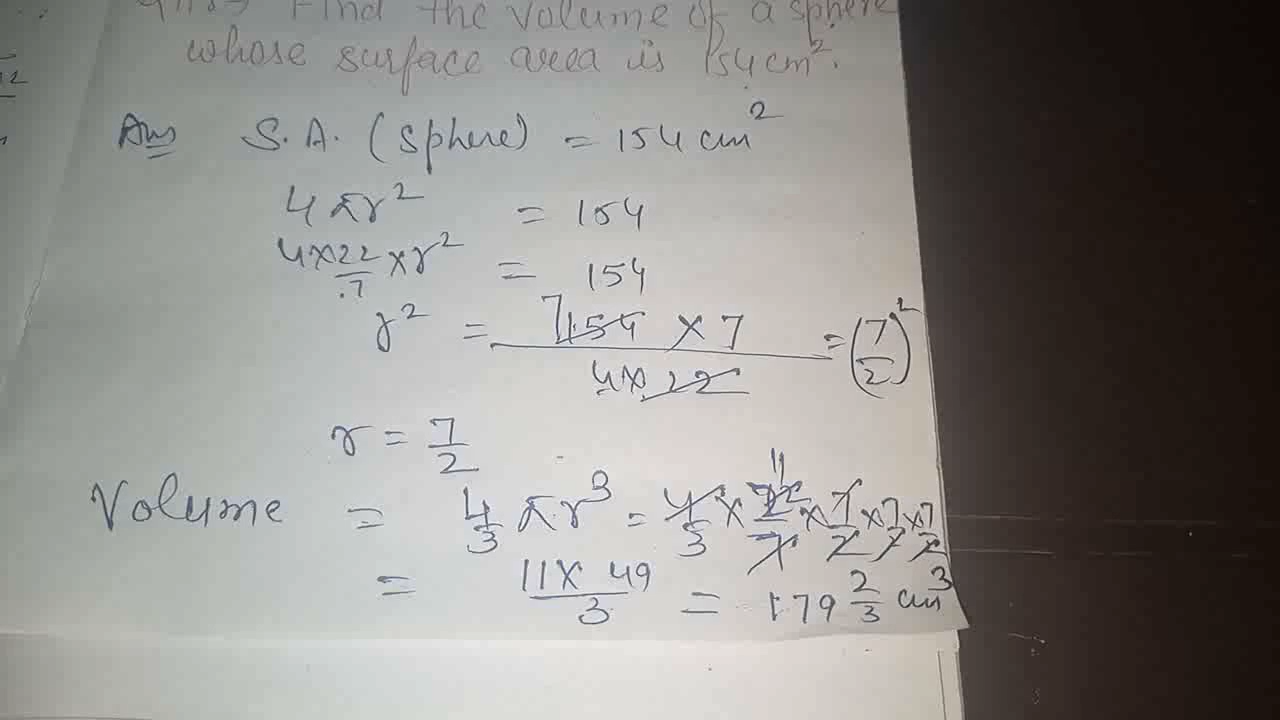 Find the volume of a sphere
whose surface area is 154 cm².
Ans S.A. (sphere) = 154 cm²
4πr² = 154
4×22/7 ×r² = 154
r² = 7 154 × 7 / 4×22 = (7/2)²
r = 7/2
Volume = 4/3 πr³ = 4/3 × 22/7 × 7/2 × 7/2 × 7/2 11
= 11× 49/3 = 179 2/3 cm³